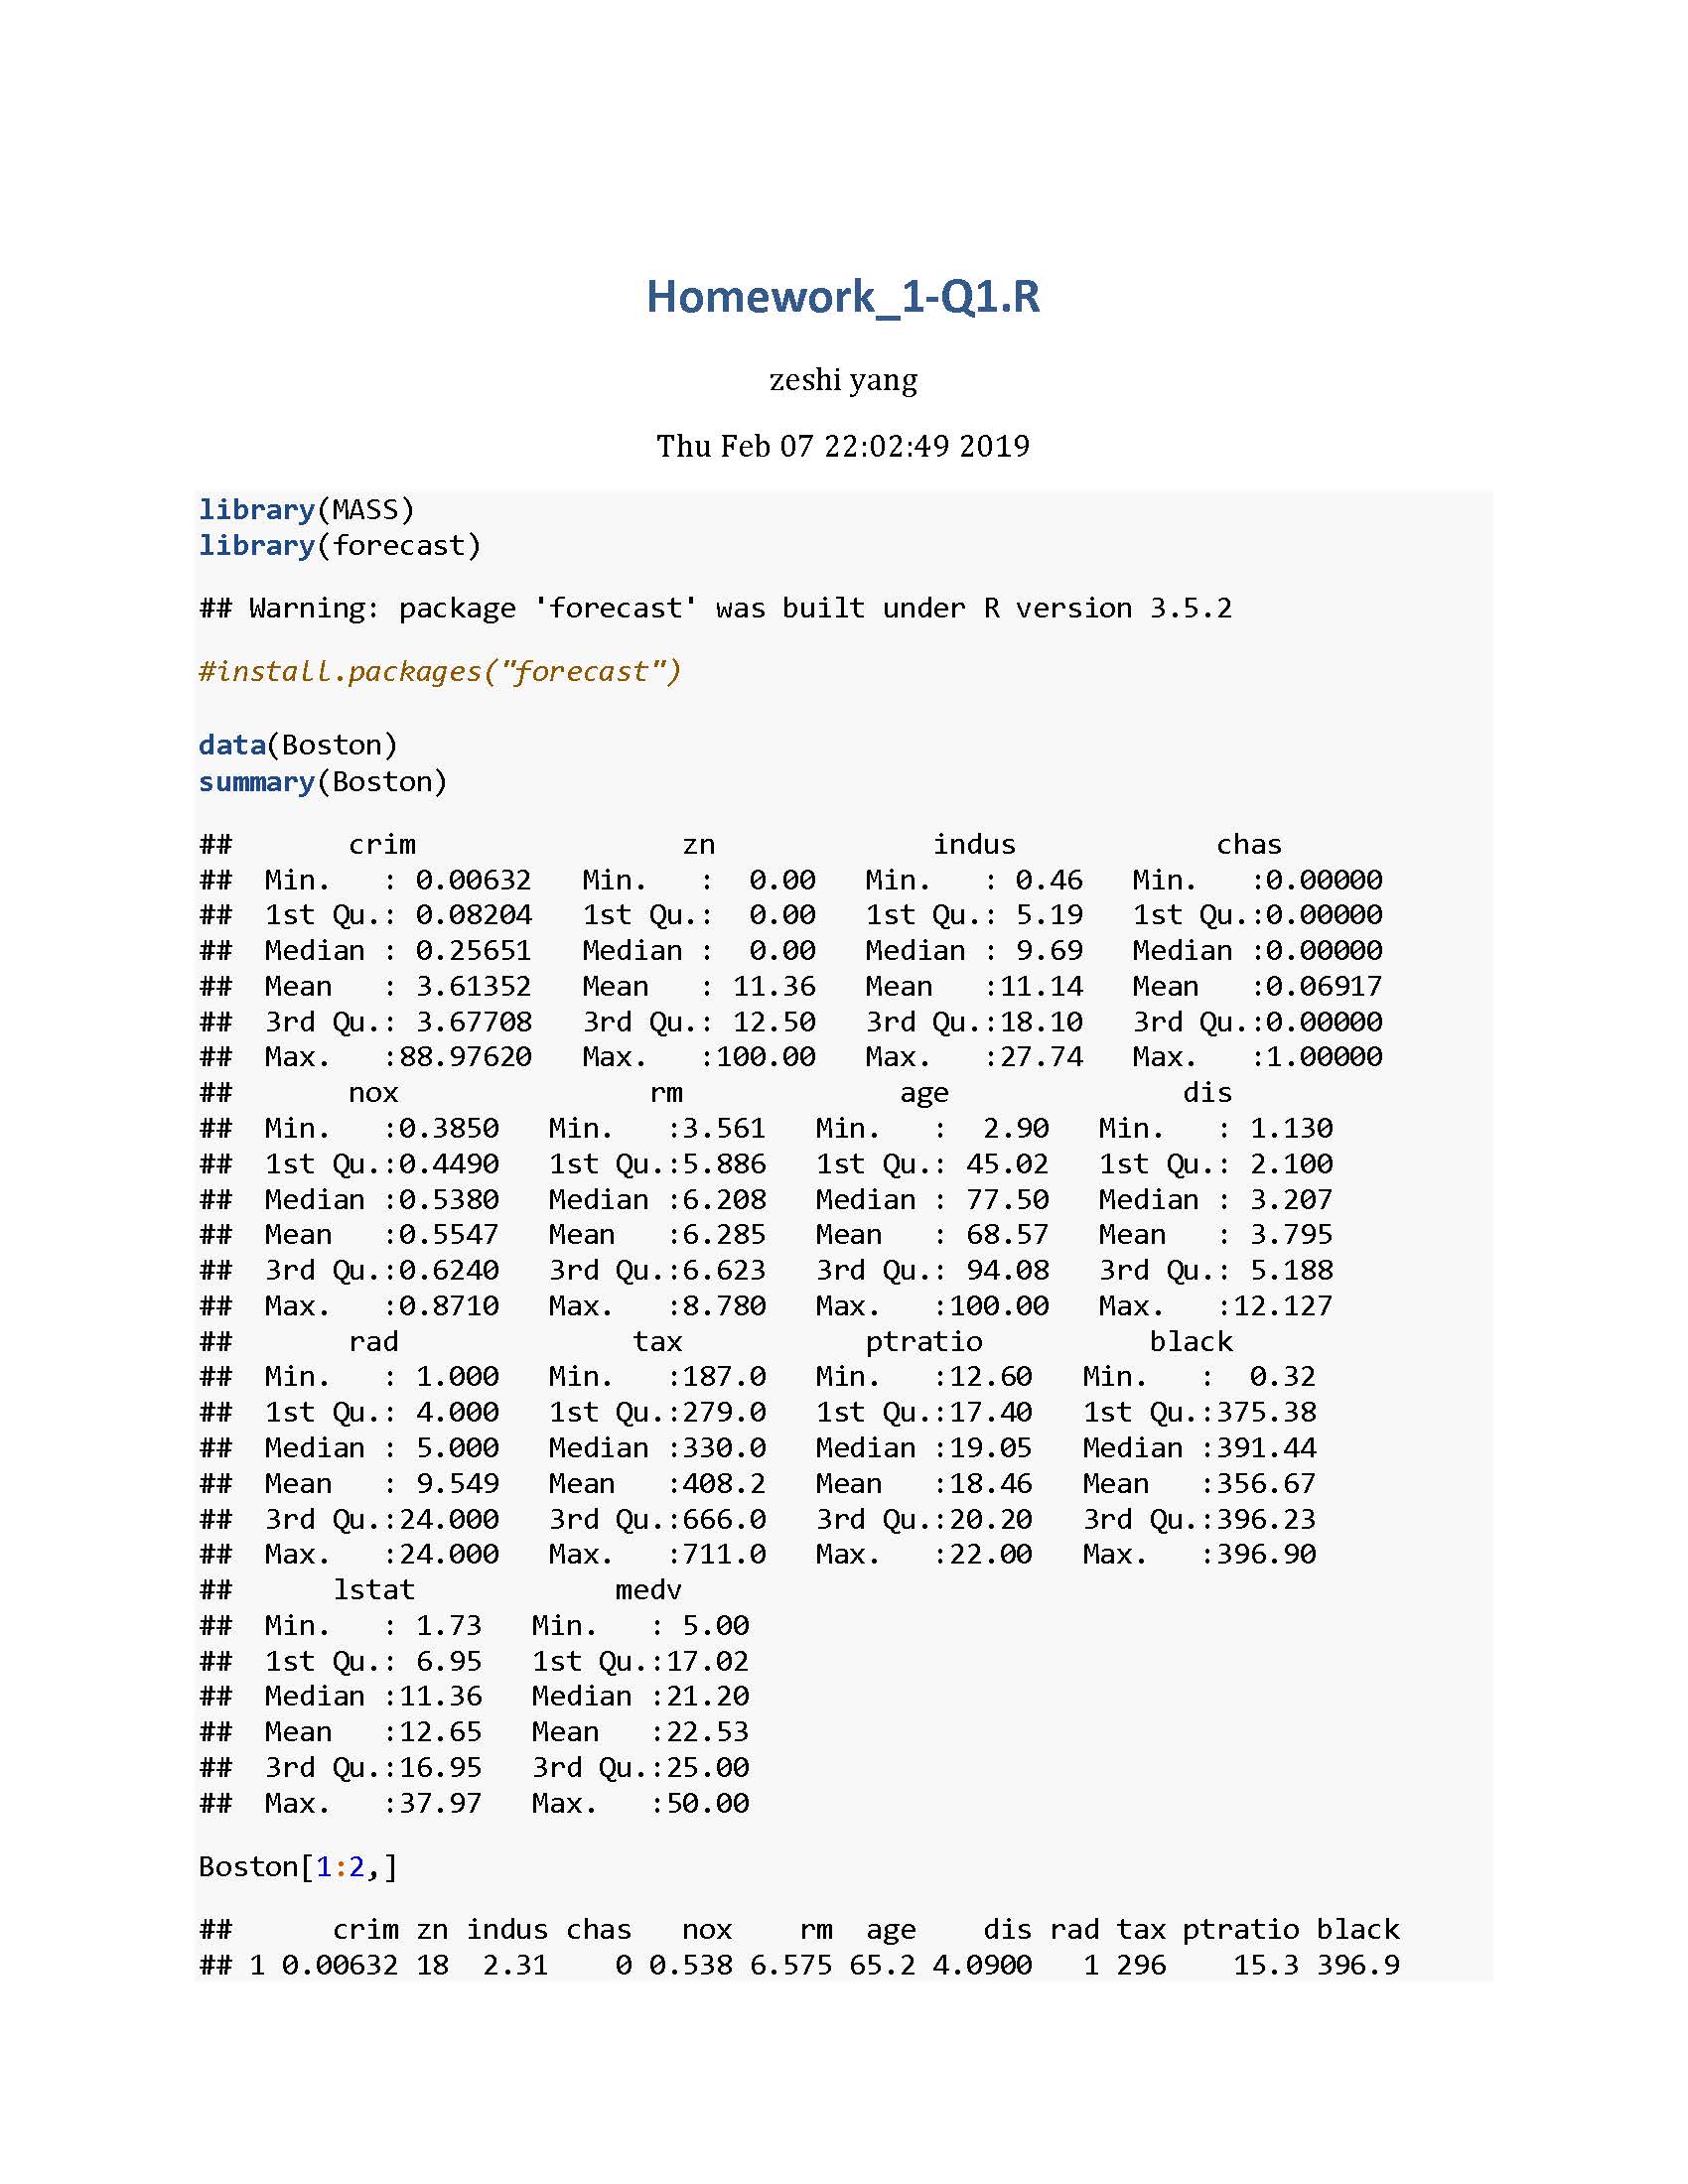 Homework_1-Q1.R
zeshi yang
Thu Feb 07 22:02:49 2019
library(MASS)
library(forecast)
## Warning: package 'forecast' was built under R version 3.5.2
#install.packages("forecast")
data(Boston)
summary(Boston)
##       crim                zn             indus            chas        
##  Min.   : 0.00632   Min.   :  0.00   Min.   : 0.46   Min.   :0.00000  
##  1st Qu.: 0.08204   1st Qu.:  0.00   1st Qu.: 5.19   1st Qu.:0.00000  
##  Median : 0.25651   Median :  0.00   Median : 9.69   Median :0.00000  
##  Mean   : 3.61352   Mean   : 11.36   Mean   :11.14   Mean   :0.06917  
##  3rd Qu.: 3.67708   3rd Qu.: 12.50   3rd Qu.:18.10   3rd Qu.:0.00000  
##  Max.   :88.97620   Max.   :100.00   Max.   :27.74   Max.   :1.00000  
##       nox               rm             age              dis        
##  Min.   :0.3850   Min.   :3.561   Min.   :  2.90   Min.   : 1.130  
##  1st Qu.:0.4490   1st Qu.:5.886   1st Qu.: 45.02   1st Qu.: 2.100  
##  Median :0.5380   Median :6.208   Median : 77.50   Median : 3.207  
##  Mean   :0.5547   Mean   :6.285   Mean   : 68.57   Mean   : 3.795  
##  3rd Qu.:0.6240   3rd Qu.:6.623   3rd Qu.: 94.08   3rd Qu.: 5.188  
##  Max.   :0.8710   Max.   :8.780   Max.   :100.00   Max.   :12.127  
##       rad              tax           ptratio          black       
##  Min.   : 1.000   Min.   :187.0   Min.   :12.60   Min.   :  0.32  
##  1st Qu.: 4.000   1st Qu.:279.0   1st Qu.:17.40   1st Qu.:375.38  
##  Median : 5.000   Median :330.0   Median :19.05   Median :391.44  
##  Mean   : 9.549   Mean   :408.2   Mean   :18.46   Mean   :356.67  
##  3rd Qu.:24.000   3rd Qu.:666.0   3rd Qu.:20.20   3rd Qu.:396.23  
##  Max.   :24.000   Max.   :711.0   Max.   :22.00   Max.   :396.90  
##      lstat            medv      
##  Min.   : 1.73   Min.   : 5.00  
##  1st Qu.: 6.95   1st Qu.:17.02  
##  Median :11.36   Median :21.20  
##  Mean   :12.65   Mean   :22.53  
##  3rd Qu.:16.95   3rd Qu.:25.00  
##  Max.   :37.97   Max.   :50.00
Boston[1:2,]
##      crim zn indus chas   nox    rm  age    dis rad tax ptratio black
## 1 0.00632 18  2.31    0 0.538 6.575 65.2 4.0900   1 296    15.3 396.9